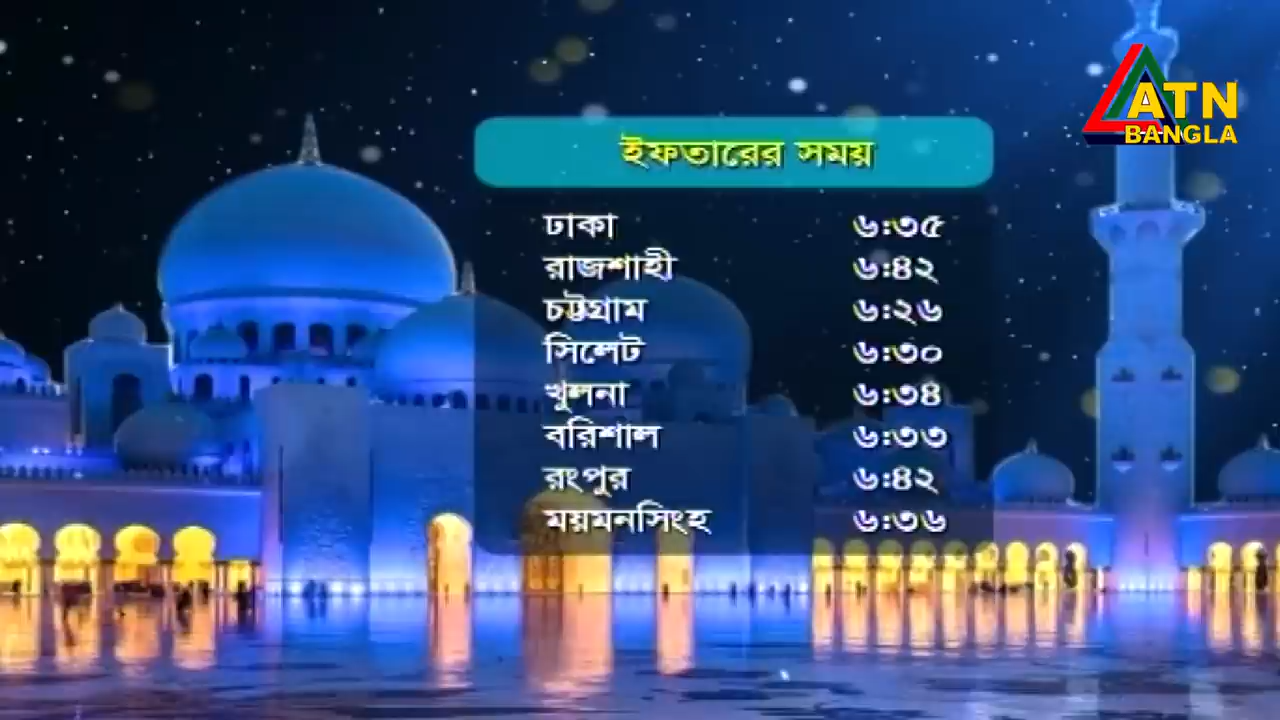 ATN
BANGLA
ইফতারের সময়
ঢাকা ৬:৩৫
রাজশাহী ৬:৪২
চট্টগ্রাম ৬:২৬
সিলেট ৬:৩০
খুলনা ৬:৩৪
বরিশাল ৬:৩৩
রংপুর ৬:৪২
ময়মনসিংহ ৬:৩৬